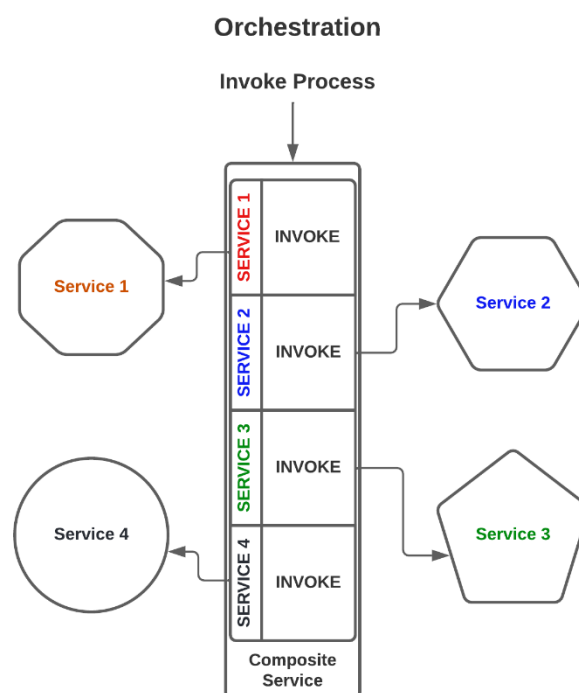 Orchestration
Invoke Process
SERVICE 1
INVOKE
Service 1
SERVICE 2
INVOKE
Service 2
SERVICE 3
INVOKE
Service 3
SERVICE 4
INVOKE
Service 4
Composite
Service